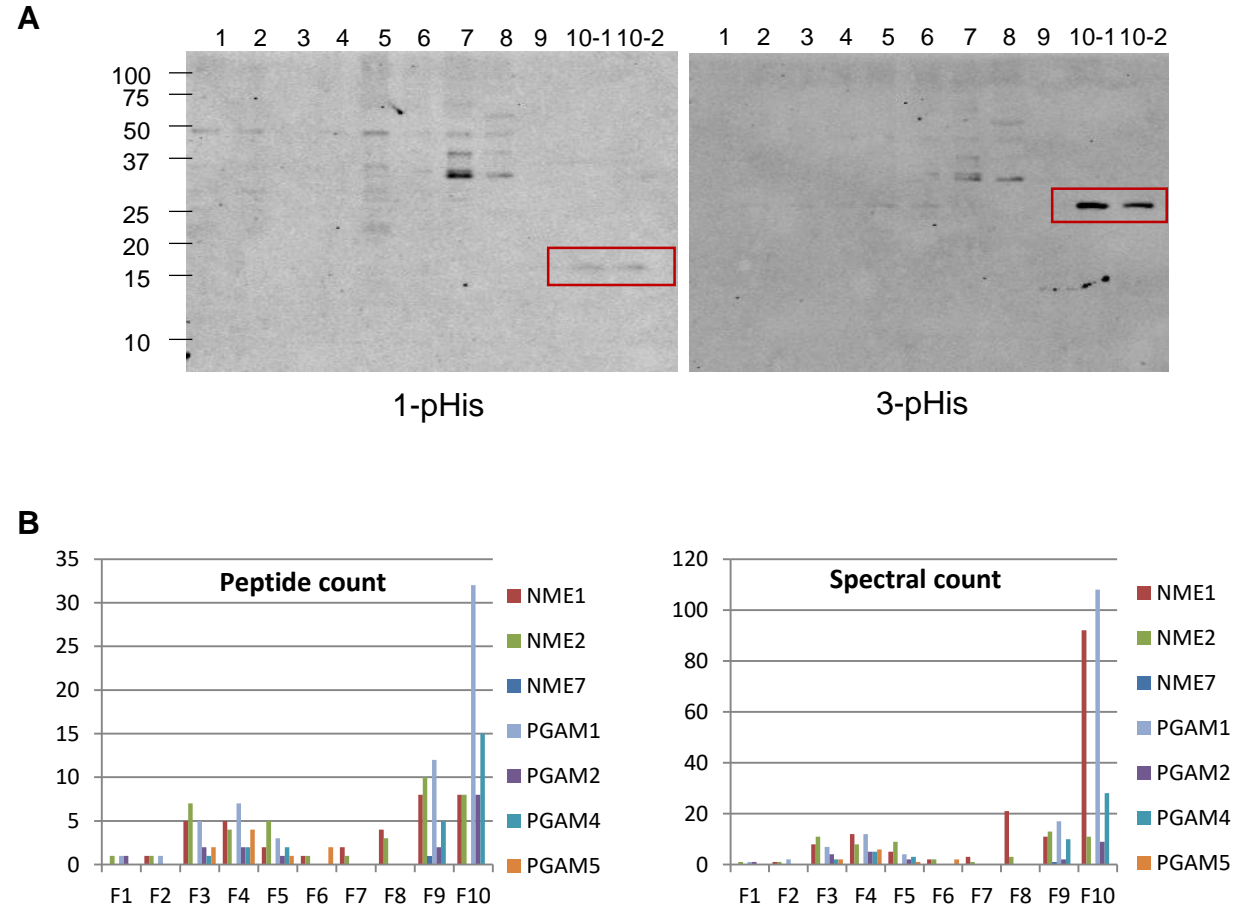 A
1 2 3 4 5 6 7 8 9 10-1 10-2
1 2 3 4 5 6 7 8 9 10-1 10-2
100
75
50
37
25
20
15
10
1-pHis
3-pHis
B
Peptide count
35
30
25
20
15
10
5
0
F1 F2 F3 F4 F5 F6 F7 F8 F9 F10
NME1
NME2
NME7
PGAM1
PGAM2
PGAM4
PGAM5
Spectral count
120
100
80
60
40
20
0
F1 F2 F3 F4 F5 F6 F7 F8 F9 F10
NME1
NME2
NME7
PGAM1
PGAM2
PGAM4
PGAM5